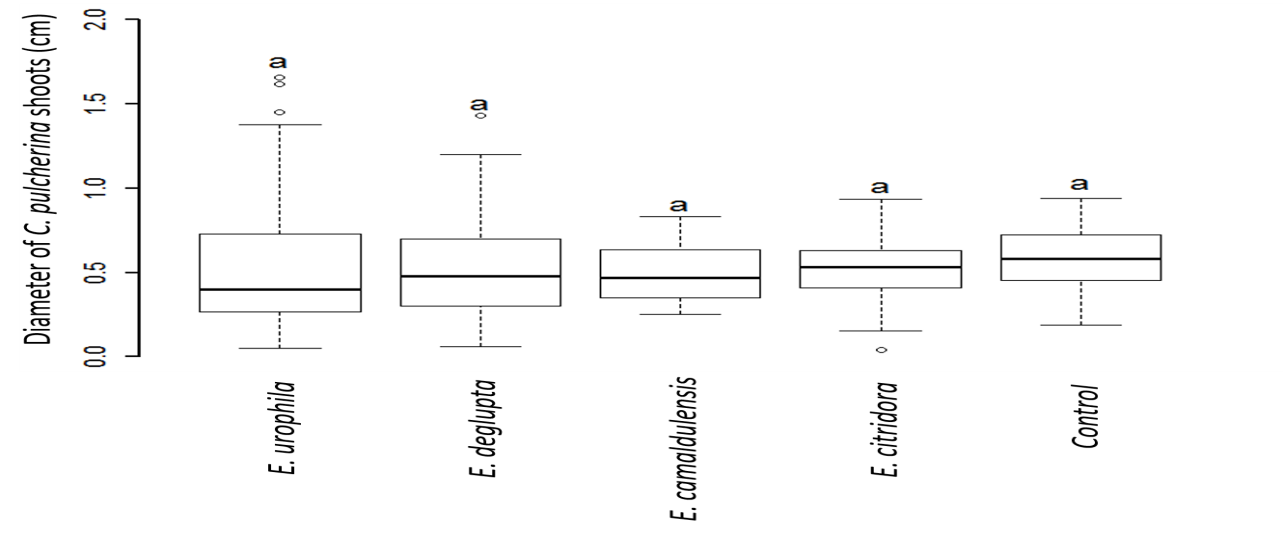 Diameter of C. pulcherina shoots (cm)
2.0
1.5
1.0
0.5
0.0
a
a
a
a
a
E. urophila
E. deglupta
E. camaldulensis
E. citridora
Control